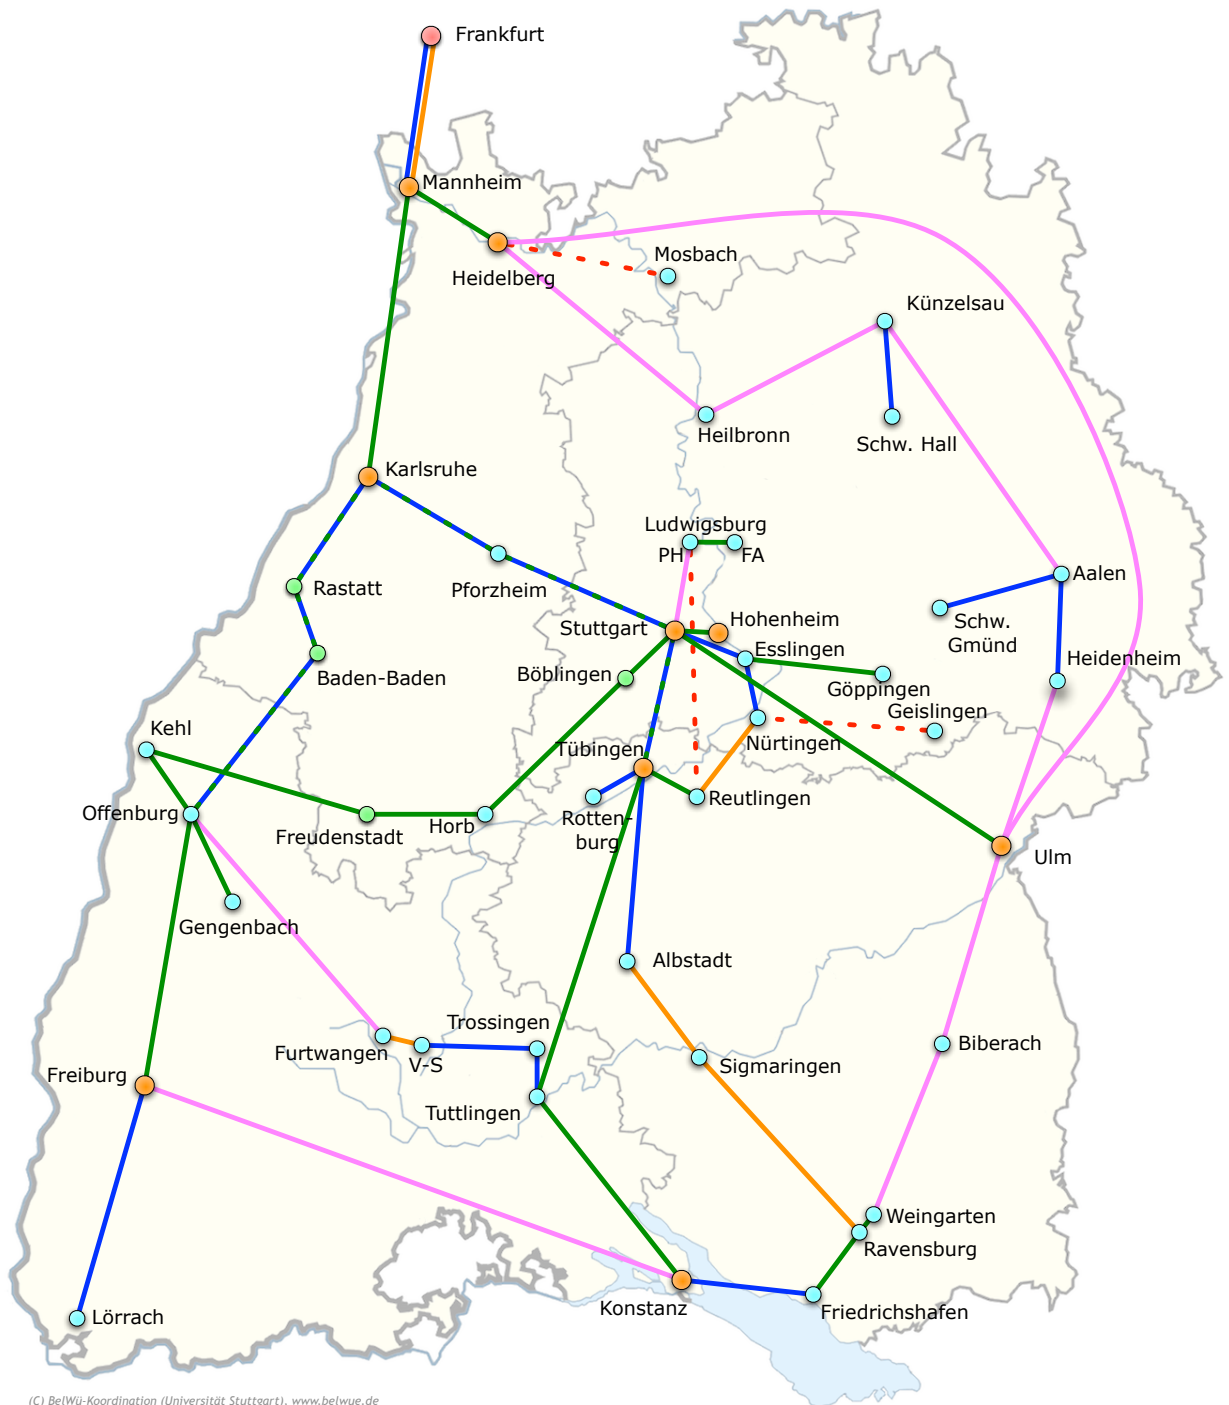 Frankfurt
Mannheim
Mosbach
Heidelberg
Künzelsau
Heilbronn
Schw. Hall
Karlsruhe
Ludwigsburg
PH
FA
Aalen
Rastatt
Pforzheim
Hohenheim
Schw.
Gmünd
Stuttgart
Esslingen
Heidenheim
Böblingen
Baden-Baden
Göppingen
Geislingen
Kehl
Nürtingen
Tübingen
Reutlingen
Offenburg
Freudenstadt
Horb
Rotten-
burg
Ulm
Gengenbach
Albstadt
Trossingen
Furtwangen
V-S
Biberach
Sigmaringen
Freiburg
Tuttlingen
Weingarten
Ravensburg
Konstanz
Friedrichshafen
Lörrach
(C) BelWü-Koordination (Universität Stuttgart), www.belwue.de